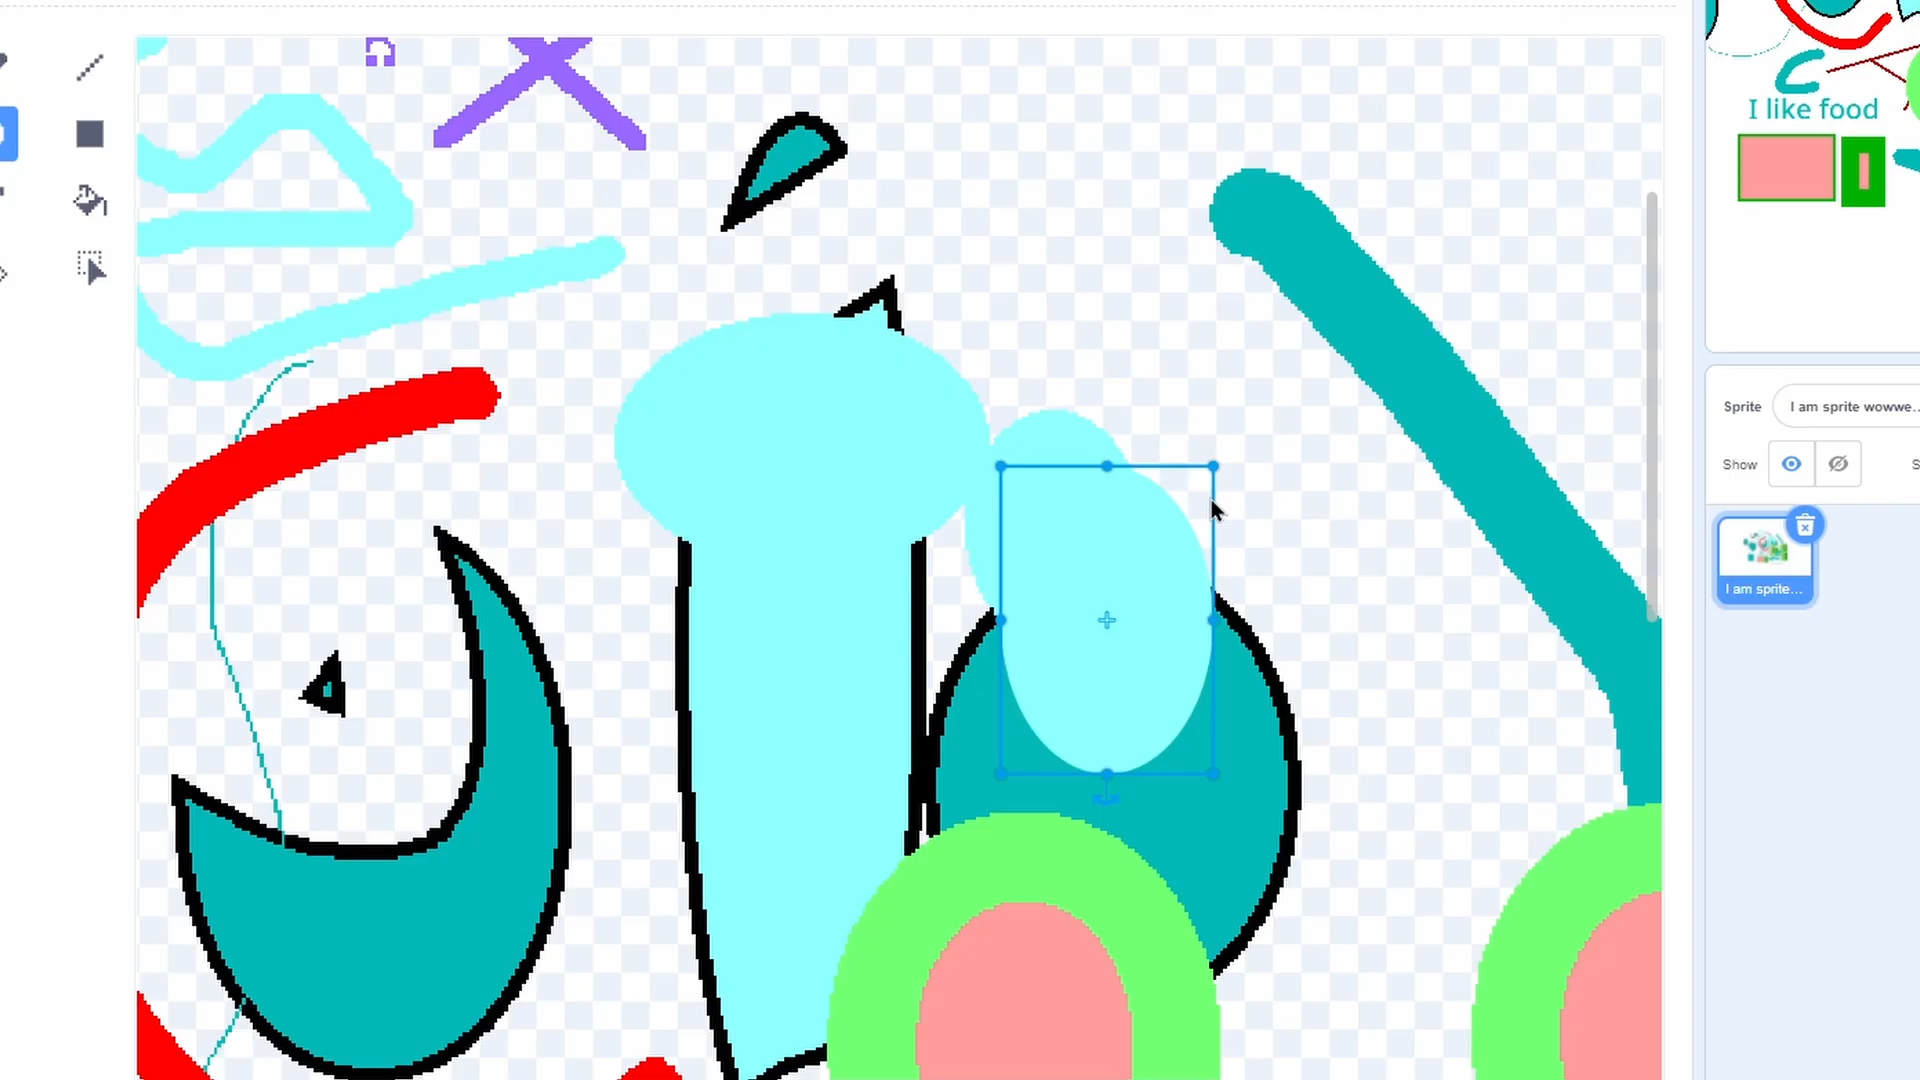 I like food
Sprite
I am sprite wowwe...
Show
S
I am sprite...